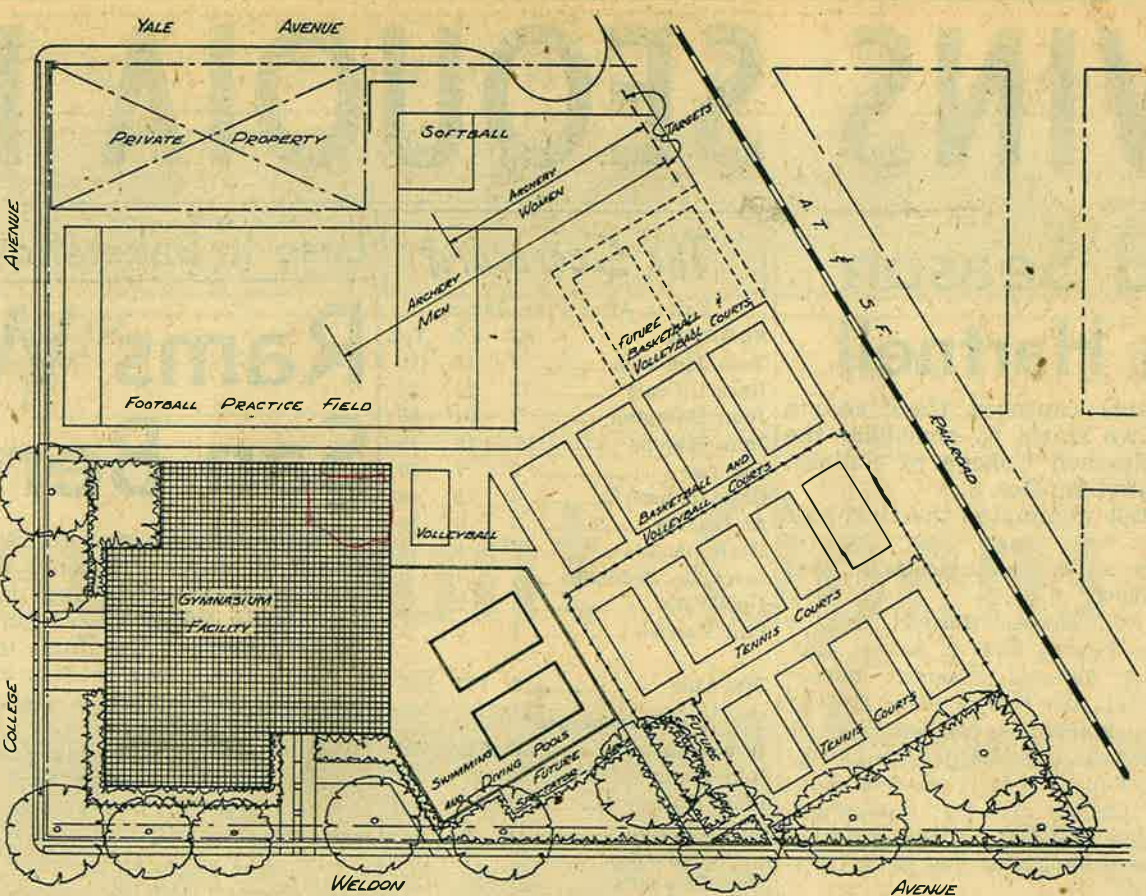 YALE AVENUE
PRIVATE PROPERTY
SOFTBALL
TARGETS
ARCHERY
WOMEN
ARCHERY
MEN
AVENUE
A.T. & S.F. RAILROAD
FUTURE
BASKETBALL &
VOLLEYBALL COURTS
FOOTBALL PRACTICE FIELD
BASKETBALL AND
VOLLEYBALL COURTS
VOLLEYBALL
GYMNASIUM
FACILITY
TENNIS COURTS
TENNIS COURTS
COLLEGE
SWIMMING
AND DIVING POOLS
FUTURE
SPECTATOR
FUTURE
WELDON AVENUE
Rams